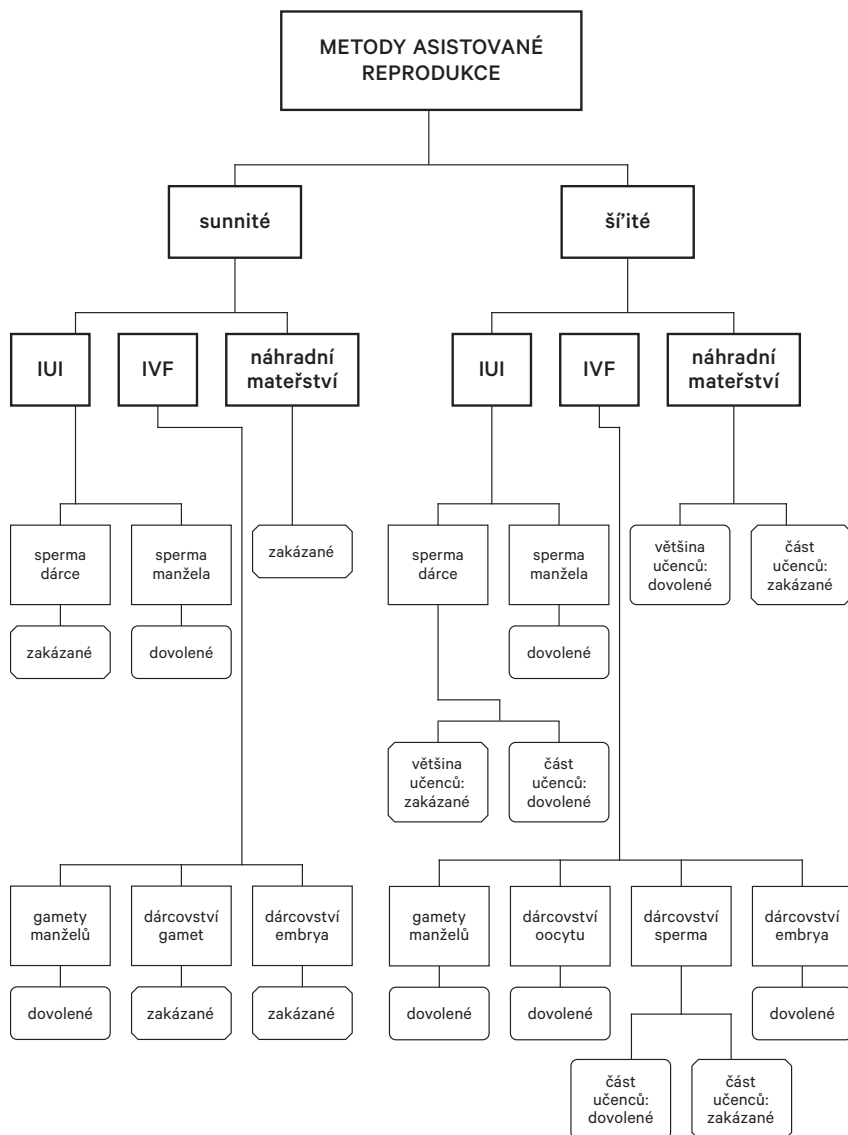 METODY ASISTOVANÉ
REPRODUKCE
sunnité
ší’ité
IUI
IVF
náhradní
mateřství
IUI
IVF
náhradní
mateřství
sperma
dárce
sperma
manžela
zakázané
sperma
dárce
sperma
manžela
většina
učenců:
dovolené
část
učenců:
zakázané
zakázané
dovolené
dovolené
většina
učenců:
zakázané
část
učenců:
dovolené
gamety
manželů
dárcovství
gamet
dárcovství
embrya
gamety
manželů
dárcovství
oocytu
dárcovství
sperma
dárcovství
embrya
dovolené
zakázané
zakázané
dovolené
dovolené
dovolené
část
učenců:
dovolené
část
učenců:
zakázané